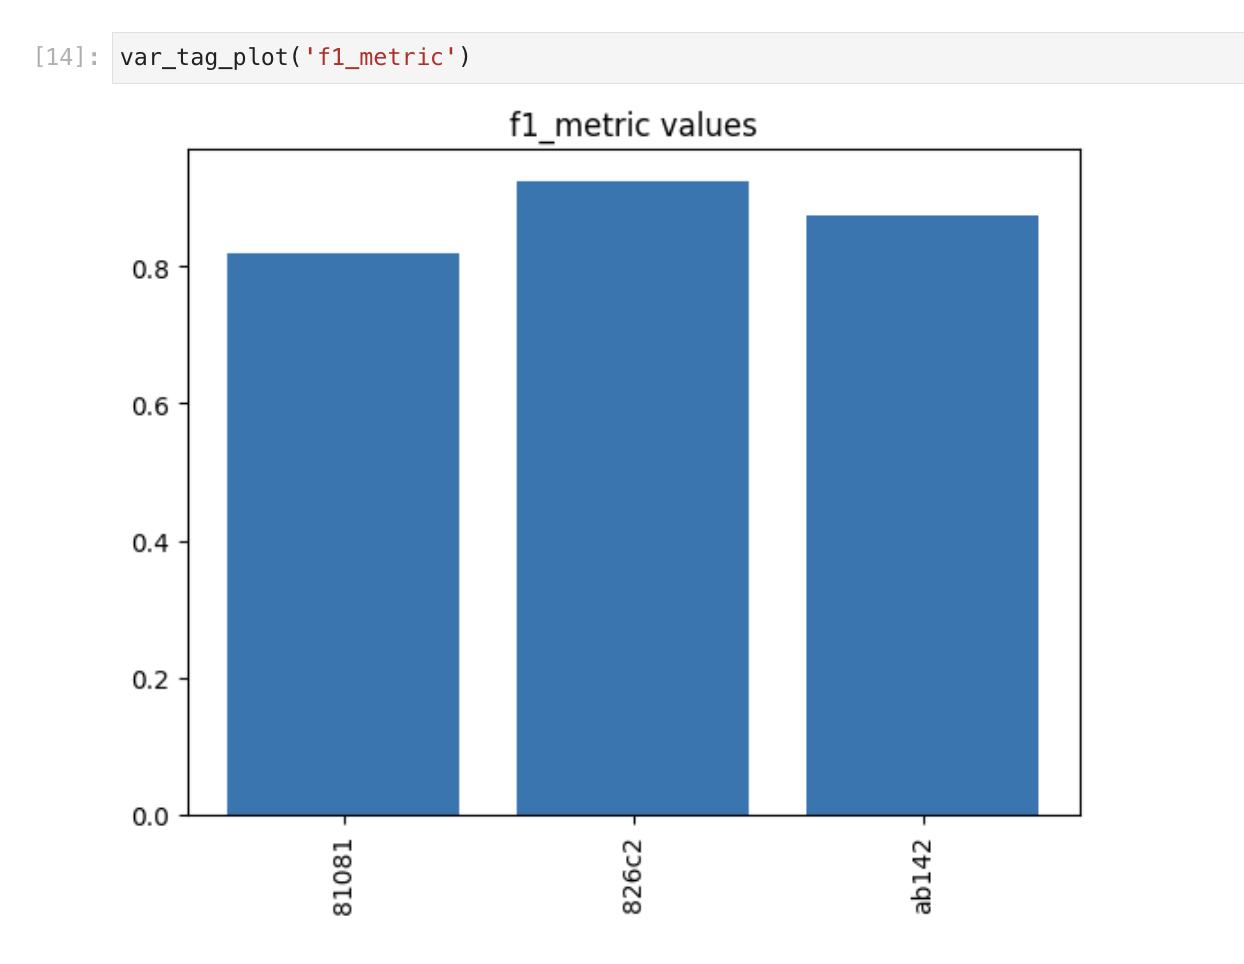 [14]: var_tag_plot('f1_metric')
f1_metric values
0.8
0.6
0.4
0.2
0.0
81081
826c2
ab142